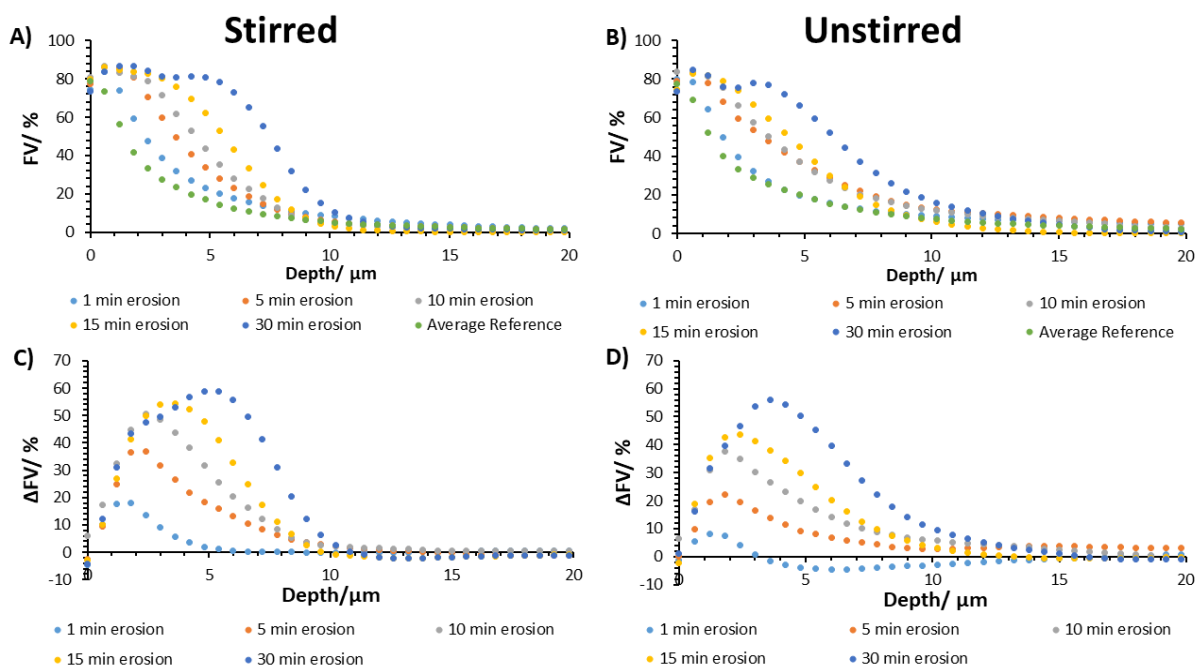 Stirred
Unstirred
A)
100
80
60
40
20
0
FV/ %
0 5 10 15 20
Depth/ µm
1 min erosion 5 min erosion 10 min erosion
15 min erosion 30 min erosion Average Reference
B)
100
80
60
40
20
0
FV/ %
0 5 10 15 20
Depth/ µm
1 min erosion 5 min erosion 10 min erosion
15 min erosion 30 min erosion Average Reference
C)
70
60
50
40
30
20
10
0
-10
ΔFV/ %
0 5 10 15 20
Depth/µm
1 min erosion 5 min erosion 10 min erosion
15 min erosion 30 min erosion
D)
70
60
50
40
30
20
10
0
-10
ΔFV/ %
0 5 10 15 20
Depth/ µm
1 min erosion 5 min erosion 10 min erosion
15 min erosion 30 min erosion